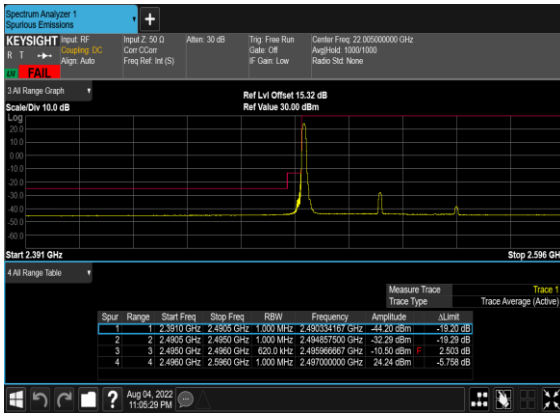 Spectrum Analyzer 1
Spurious Emissions
KEYSIGHT Input: RF Input Z: 50 Ω Atten: 30 dB Trig: Free Run Center Freq: 22.005000000 GHz
R T Coupling: DC Corr CCorr Gate: Off Avg|Hold: 1000/1000
Align: Auto Freq Ref: Int (S) IF Gain: Low Radio Std: None
LW FAIL
3 All Range Graph
Ref Lvl Offset 15.32 dB
Scale/Div 10.0 dB Ref Value 30.00 dBm
Log
20.0
10.0
0.00
-10.0
-20.0
-30.0
-40.0
-50.0
-60.0
Start 2.391 GHz Stop 2.596 GH
4 All Range Table
Measure Trace Trace 1
Trace Type Trace Average (Active)
Spur Range Start Freq Stop Freq RBW Frequency Amplitude ΔLimit
1 1 2.3910 GHz 2.4905 GHz 1.000 MHz 2.490334167 GHz -44.20 dBm -19.20 dB
2 2 2.4905 GHz 2.4950 GHz 1.000 MHz 2.494857500 GHz -32.29 dBm -19.29 dB
3 3 2.4950 GHz 2.4960 GHz 620.0 kHz 2.495966667 GHz -10.50 dBm F 2.503 dB
4 4 2.4960 GHz 2.5960 GHz 1.000 MHz 2.497000000 GHz 24.24 dBm -5.758 dB
? Aug 04, 2022
11:05:29 PM